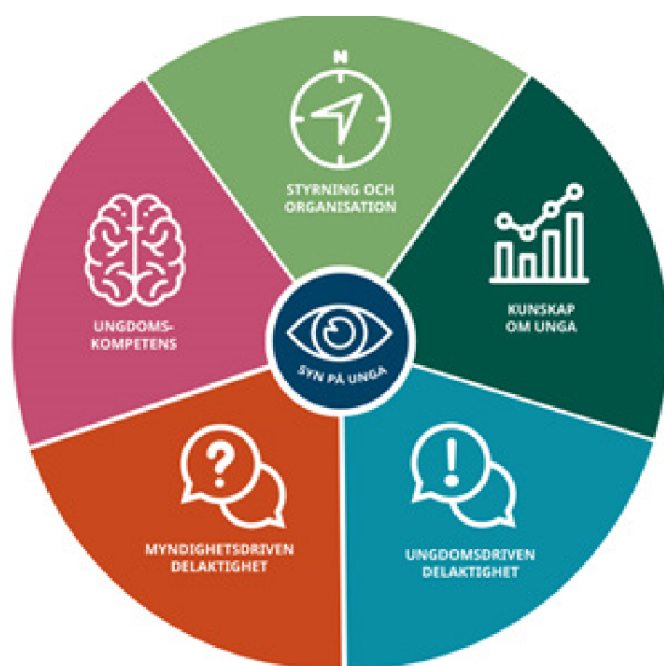 N
STYRNING OCH
ORGANISATION
KUNSKAP
OM UNGA
UNGDOMSDRIVEN
DELAKTIGHET
MYNDIGHETSDRIVEN
DELAKTIGHET
UNGDOMS-
KOMPETENS
SYN PÅ UNGA
?
!